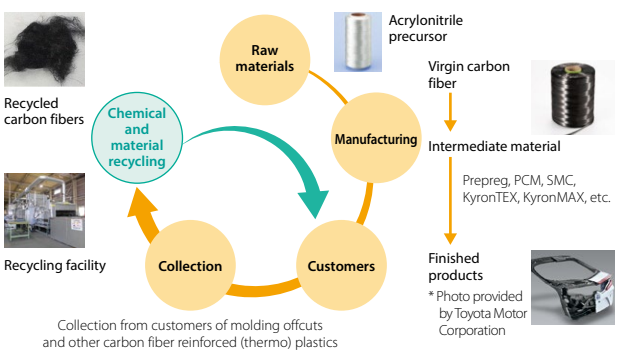 Acrylonitrile
precursor
Raw
materials
Virgin carbon
fiber
Recycled
carbon fibers
Chemical
and
material
recycling
Manufacturing
Intermediate material
Prepreg, PCM, SMC,
KyronTEX, KyronMAX, etc.
Recycling facility
Collection
Customers
Finished
products
* Photo provided
by Toyota Motor
Corporation
Collection from customers of molding offcuts
and other carbon fiber reinforced (thermo) plastics